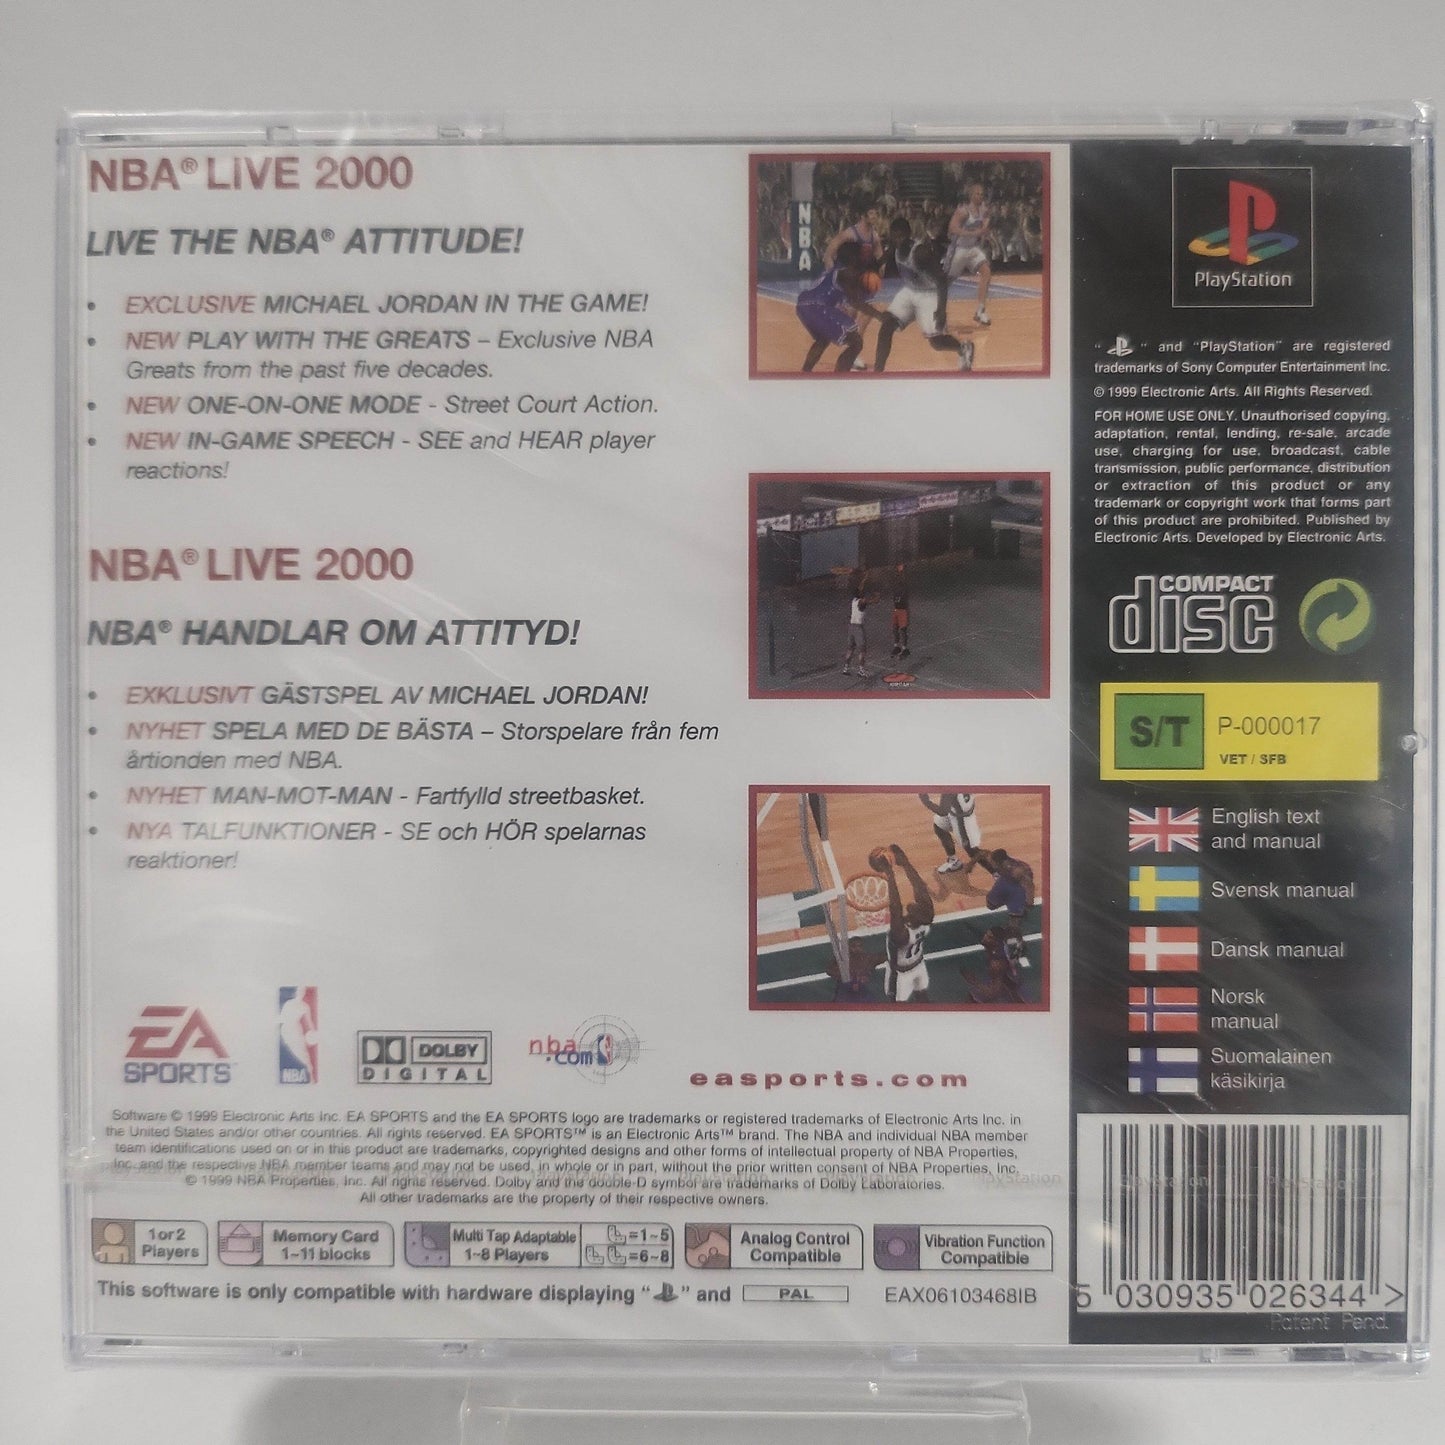 NBA® LIVE 2000
LIVE THE NBA® ATTITUDE!
• EXCLUSIVE MICHAEL JORDAN IN THE GAME!
• NEW PLAY WITH THE GREATS – Exclusive NBA
Greats from the past five decades.
• NEW ONE-ON-ONE MODE - Street Court Action.
• NEW IN-GAME SPEECH - SEE and HEAR player
reactions!
NBA® LIVE 2000
NBA® HANDLAR OM ATTITYD!
• EXKLUSIVT GÄSTSPEL AV MICHAEL JORDAN!
• NYHET SPELA MED DE BÄSTA – Storspelare från fem
årtionden med NBA.
• NYHET MAN-MOT-MAN - Fartfylld streetbasket.
• NYA TALFUNKTIONER - SE och HÖR spelarnas
reaktioner!
NBA
EA
SPORTS
NBA
DOLBY
DIGITAL
nba
.com
easports.com
Software © 1999 Electronic Arts Inc. EA SPORTS and the EA SPORTS logo are trademarks or registered trademarks of Electronic Arts Inc. in
the United States and/or other countries. All rights reserved. EA SPORTS™ is an Electronic Arts™ brand. The NBA and individual NBA member
team identifications used on or in this product are trademarks, copyrighted designs and other forms of intellectual property of NBA Properties,
Inc. and the respective NBA member teams and may not be used, in whole or in part, without the prior written consent of NBA Properties, Inc.
© 1999 NBA Properties, Inc. All rights reserved. Dolby and the double-D symbol are trademarks of Dolby Laboratories.
All other trademarks are the property of their respective owners.
1 or 2
Players
Memory Card
1~11 blocks
Multi Tap Adaptable
1~8 Players
=1~5
=6~8
Analog Control
Compatible
Vibration Function
Compatible
This software is only compatible with hardware displaying " " and PAL
EAX06103468IB
PlayStation
" " and "PlayStation" are registered
trademarks of Sony Computer Entertainment Inc.
© 1999 Electronic Arts. All Rights Reserved.
FOR HOME USE ONLY. Unauthorised copying,
adaptation, rental, lending, re-sale, arcade
use, charging for use, broadcast, cable
transmission, public performance, distribution
or extraction of this product or any
trademark or copyright work that forms part
of this product are prohibited. Published by
Electronic Arts. Developed by Electronic Arts.
COMPACT
disc
S/T
P-000017
VET / SFB
English text
and manual
Svensk manual
Dansk manual
Norsk
manual
Suomalainen
käsikirja
PlayStation
5 030935 026344 >
Patent Pend.